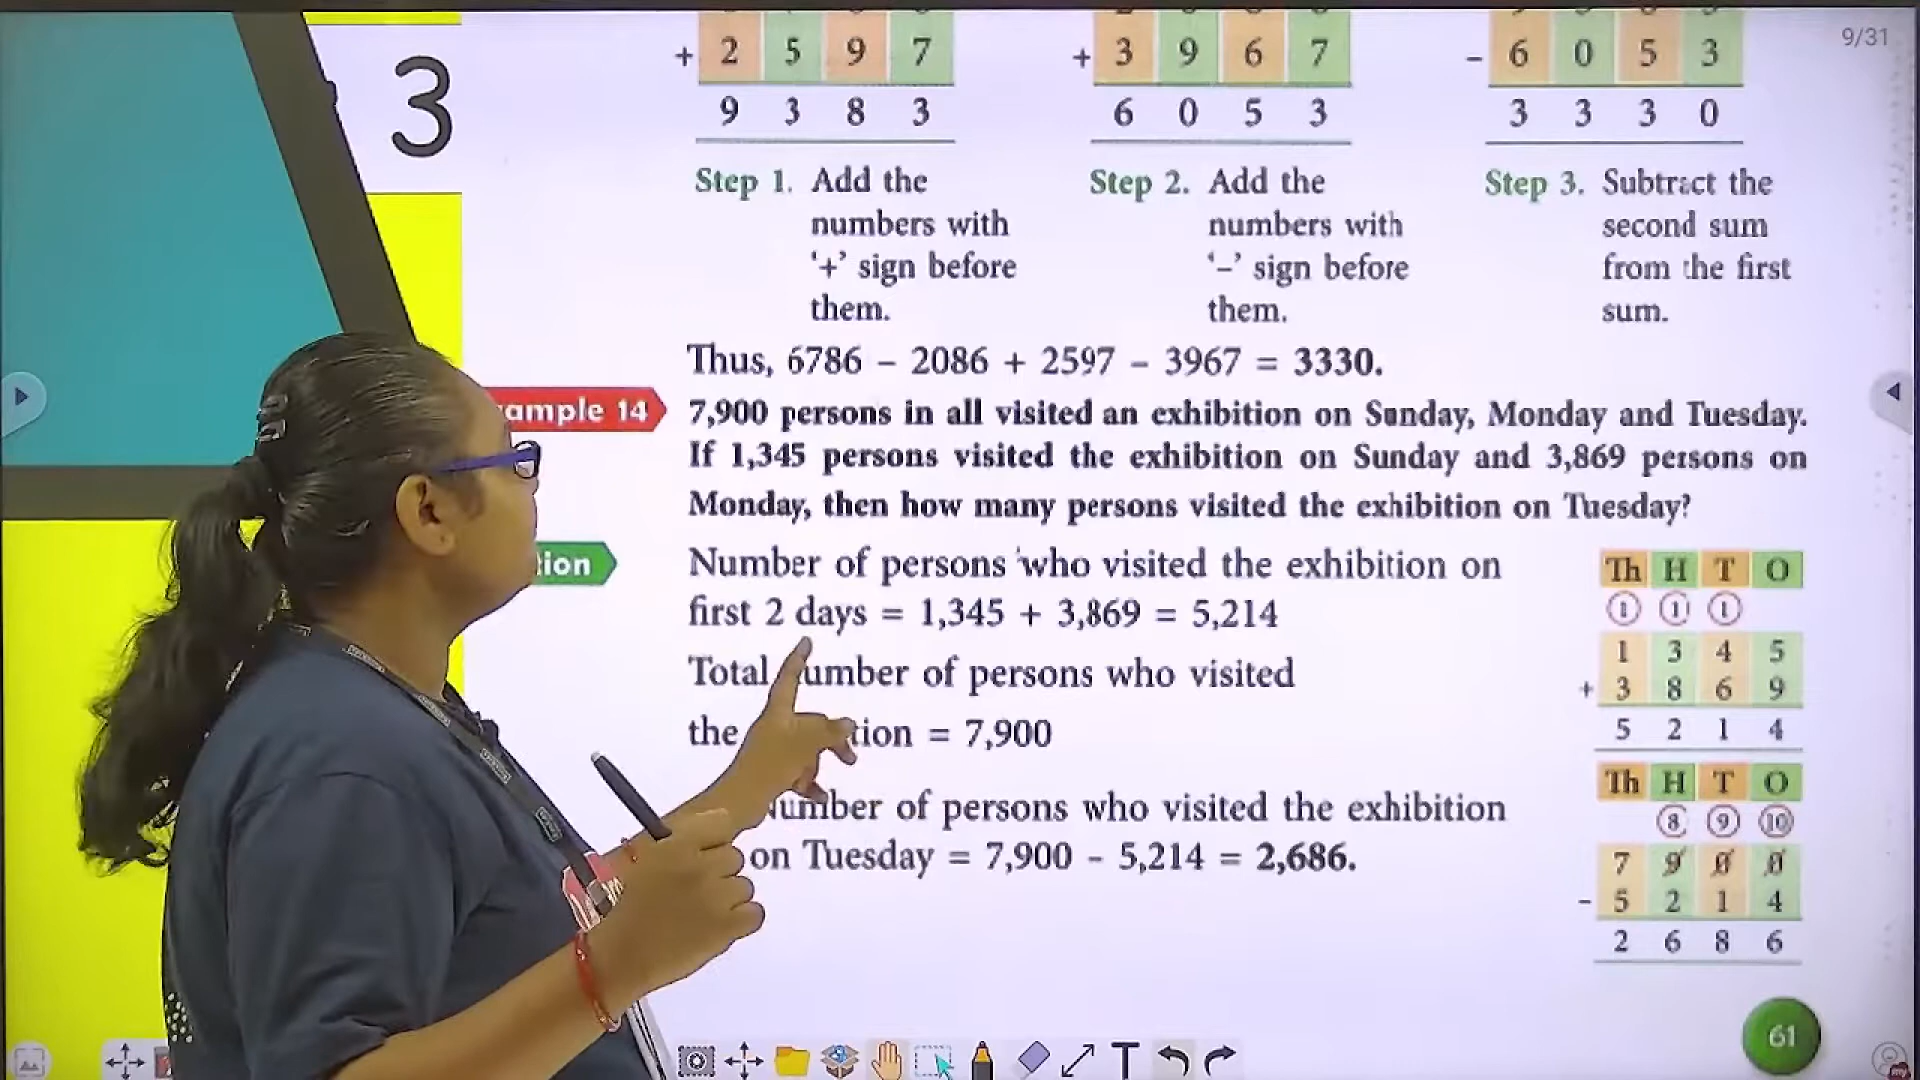 9/31
3
+ 2 5 9 7
9 3 8 3
+ 3 9 6 7
6 0 5 3
- 6 0 5 3
3 3 3 0
Step 1. Add the
numbers with
‘+’ sign before
them.
Step 2. Add the
numbers with
‘–’ sign before
them.
Step 3. Subtract the
second sum
from the first
sum.
Thus, 6786 – 2086 + 2597 – 3967 = 3330.
ample 14
7,900 persons in all visited an exhibition on Sunday, Monday and Tuesday.
If 1,345 persons visited the exhibition on Sunday and 3,869 persons on
Monday, then how many persons visited the exhibition on Tuesday?
tion
Number of persons who visited the exhibition on
first 2 days = 1,345 + 3,869 = 5,214
Total number of persons who visited
the tion = 7,900
Number of persons who visited the exhibition
on Tuesday = 7,900 – 5,214 = 2,686.
Th H T O
1 1 1
1 3 4 5
+ 3 8 6 9
5 2 1 4
Th H T O
8 9 10
7 9 0 0
- 5 2 1 4
2 6 8 6
61
T